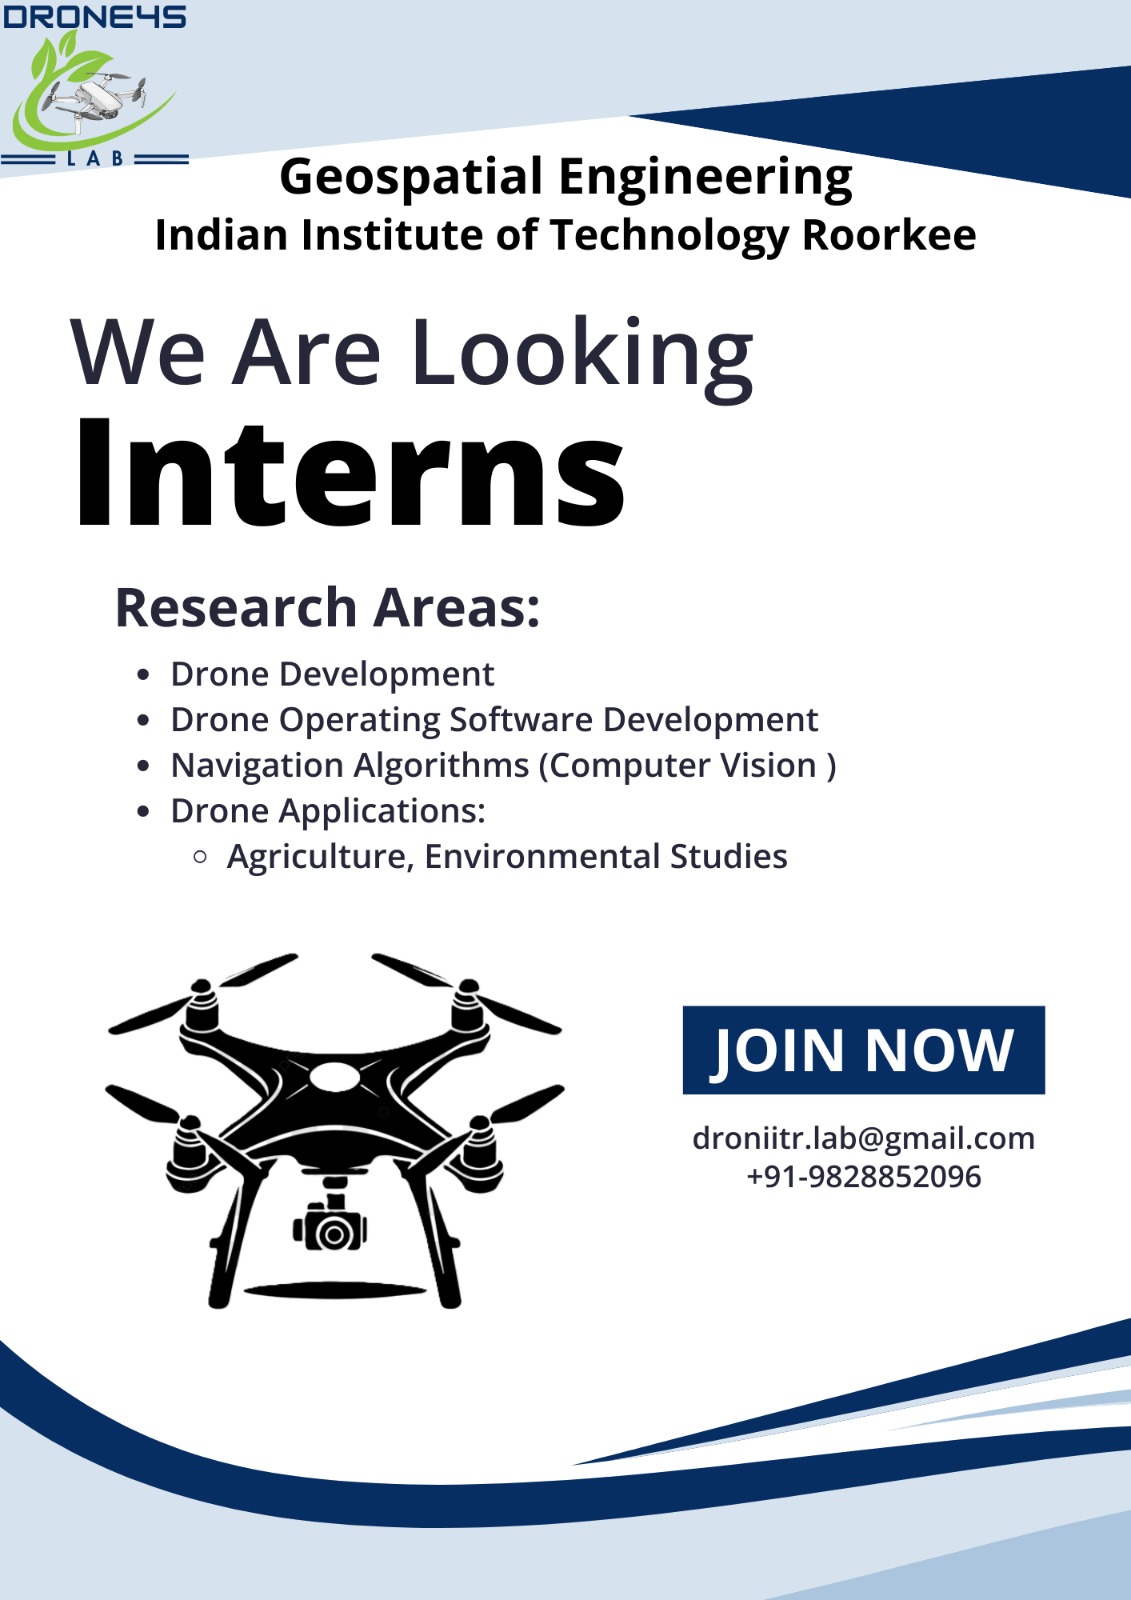 DRONE4S
LAB
Geospatial Engineering
Indian Institute of Technology Roorkee
We Are Looking
Interns
Research Areas:
• Drone Development
• Drone Operating Software Development
• Navigation Algorithms (Computer Vision )
• Drone Applications:
○ Agriculture, Environmental Studies
JOIN NOW
droniitr.lab@gmail.com
+91-9828852096